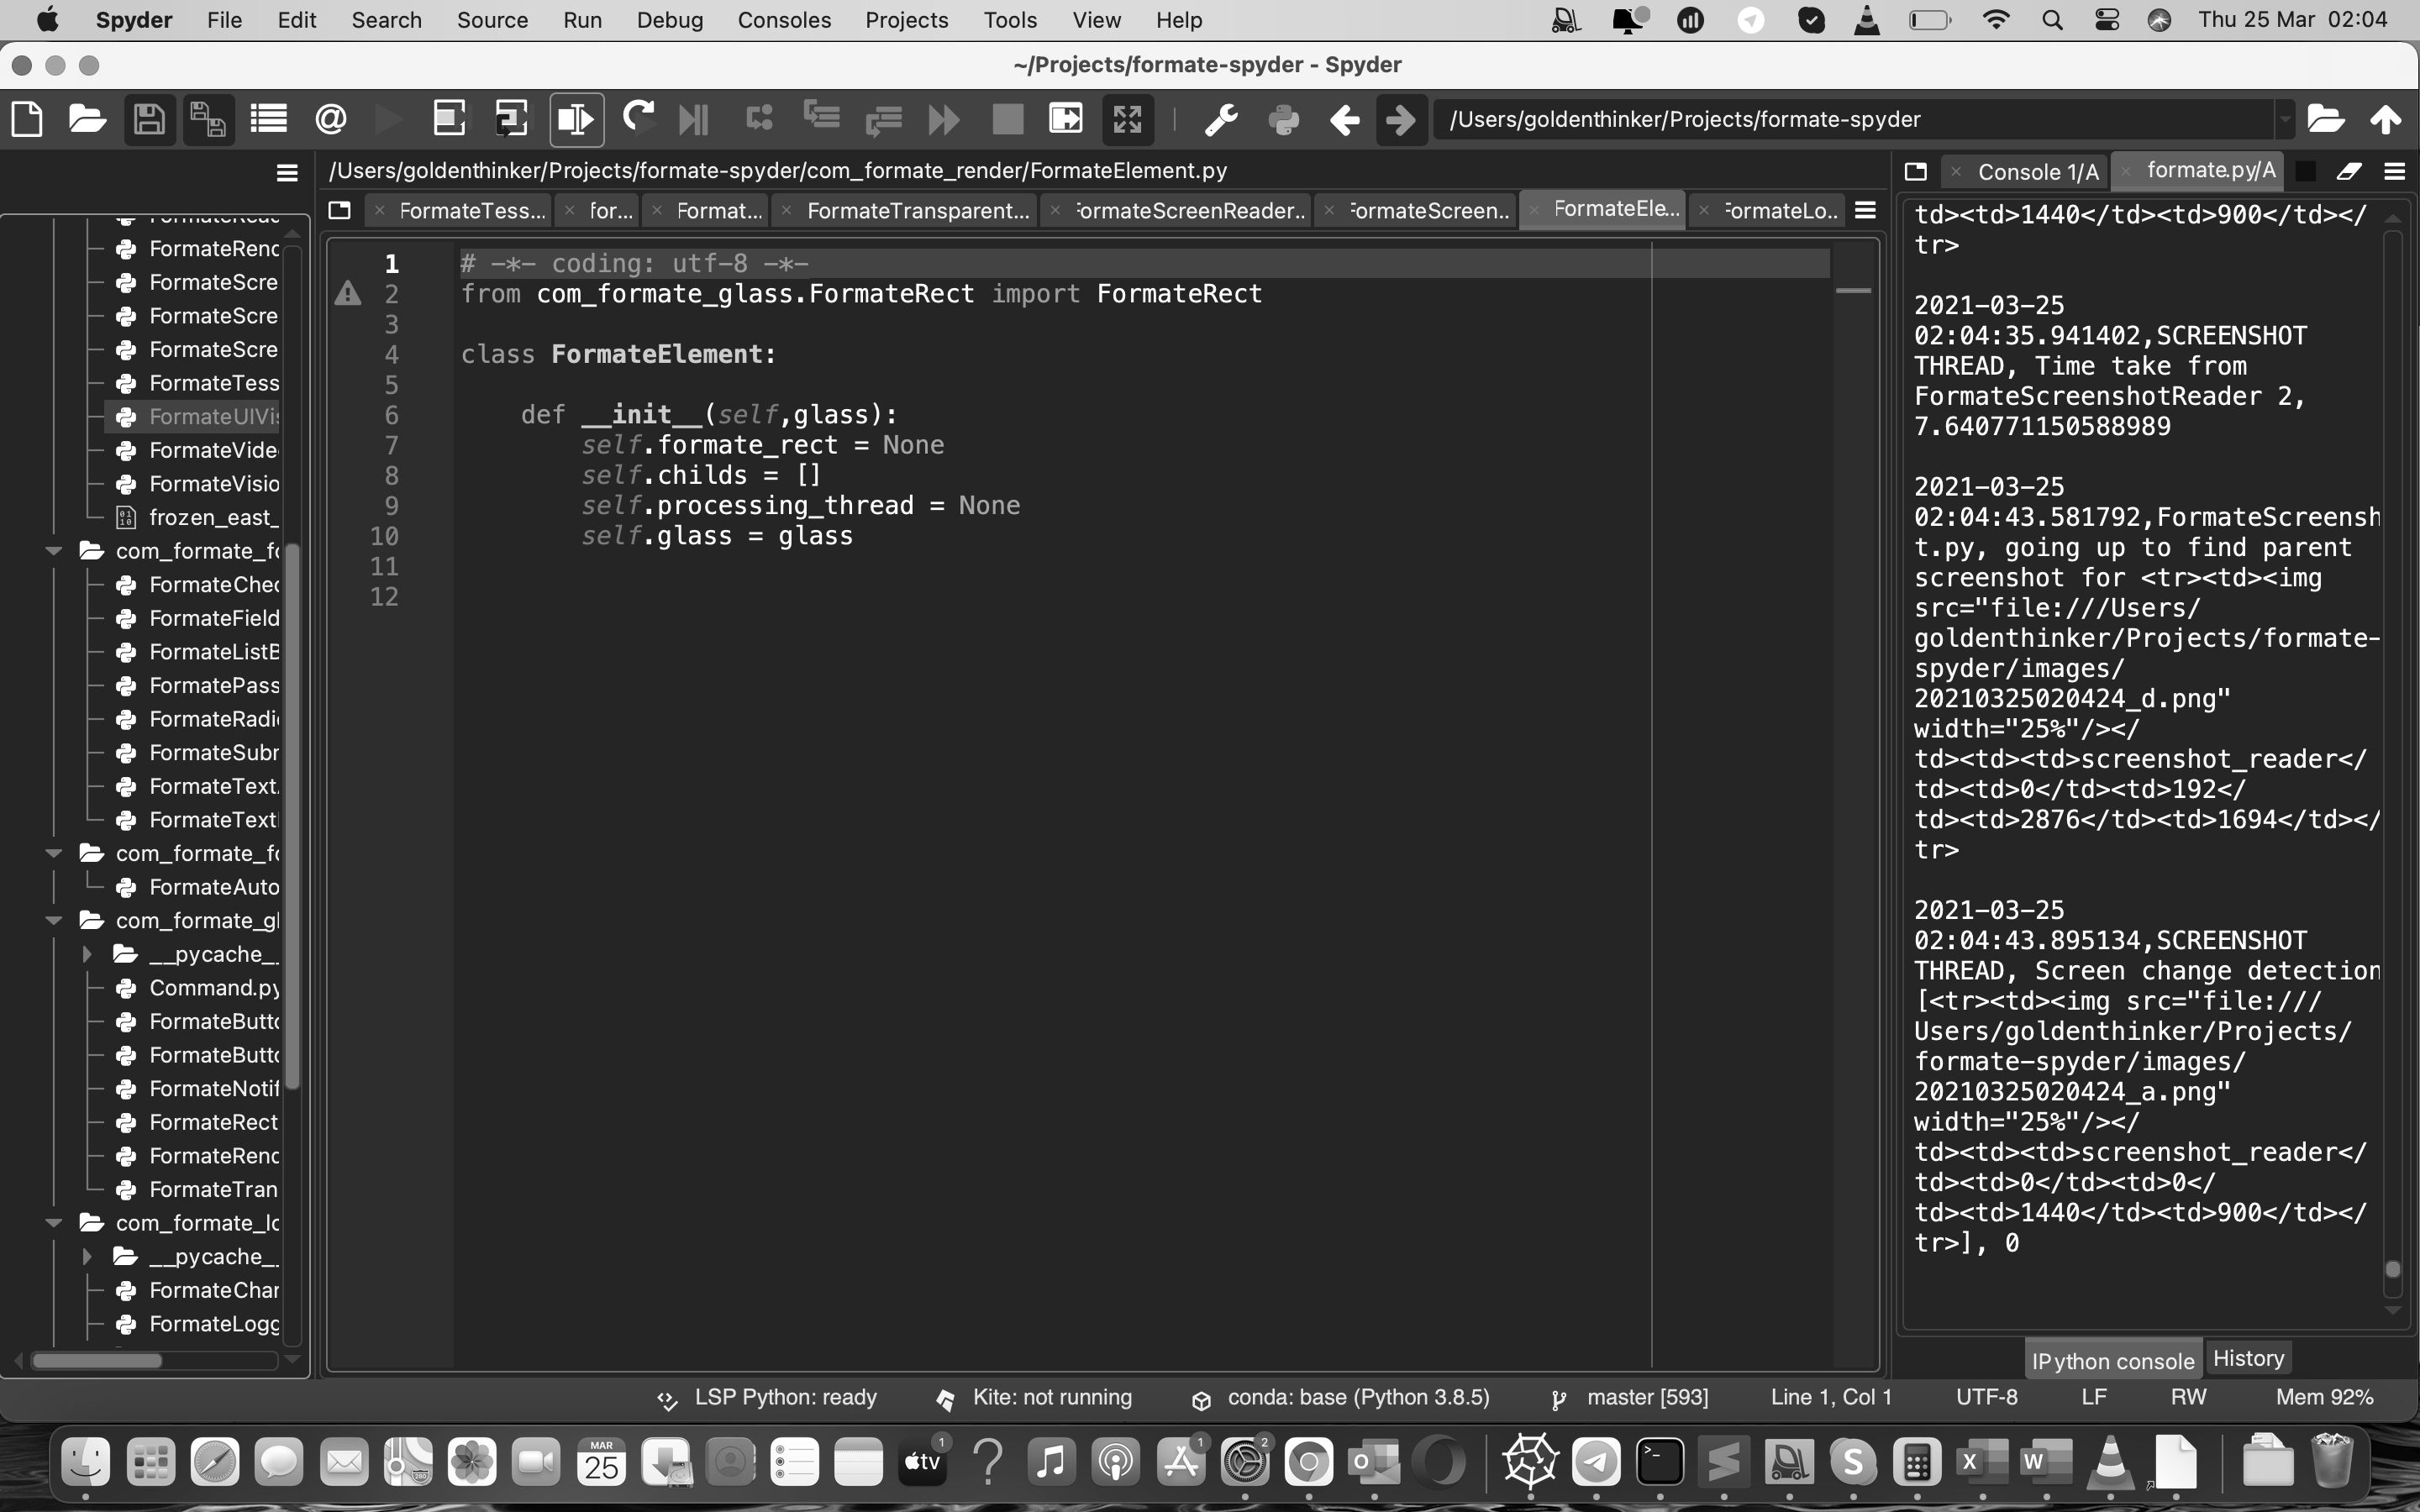 Spyder File Edit Search Source Run Debug Consoles Projects Tools View Help Thu 25 Mar 02:04
~/Projects/formate-spyder - Spyder
/Users/goldenthinker/Projects/formate-spyder
/Users/goldenthinker/Projects/formate-spyder/com_formate_render/FormateElement.py
Console 1/A formate.py/A
FormateTess... for... Format... FormateTransparent... ormateScreenReader.. ormateScreen.. FormateEle... ormateLo..
FormateReac
FormateRend
FormateScre
FormateScre
FormateScre
FormateTess
FormateUIVis
FormateVide
FormateVisio
frozen_east_
com_formate_fo
FormateChec
FormateField
FormateListB
FormatePass
FormateRadi
FormateSubr
FormateText
FormateText
com_formate_fo
FormateAuto
com_formate_gl
__pycache__
Command.py
FormateButto
FormateButto
FormateNotif
FormateRect
FormateRend
FormateTran
com_formate_lo
__pycache__
FormateChar
FormateLogg
1 # -*- coding: utf-8 -*-
2 from com_formate_glass.FormateRect import FormateRect
3
4 class FormateElement:
5
6 def __init__(self,glass):
7 self.formate_rect = None
8 self.childs = []
9 self.processing_thread = None
10 self.glass = glass
11
12
td><td>1440</td><td>900</td></
tr>
2021-03-25
02:04:35.941402,SCREENSHOT
THREAD, Time take from
FormateScreenshotReader 2,
7.640771150588989
2021-03-25
02:04:43.581792,FormateScreensh
t.py, going up to find parent
screenshot for <tr><td><img
src="file:///Users/
goldenthinker/Projects/formate-
spyder/images/
20210325020424_d.png"
width="25%"/></
td><td><td>screenshot_reader</
td><td>0</td><td>192</
td><td>2876</td><td>1694</td></
tr>
2021-03-25
02:04:43.895134,SCREENSHOT
THREAD, Screen change detection
[<tr><td><img src="file:///
Users/goldenthinker/Projects/
formate-spyder/images/
20210325020424_a.png"
width="25%"/></
td><td><td>screenshot_reader</
td><td>0</td><td>0</
td><td>1440</td><td>900</td></
tr>], 0
IPython console History
LSP Python: ready Kite: not running conda: base (Python 3.8.5) master [593] Line 1, Col 1 UTF-8 LF RW Mem 92%
MAR
25
tv 1 1 2
280
O S X W